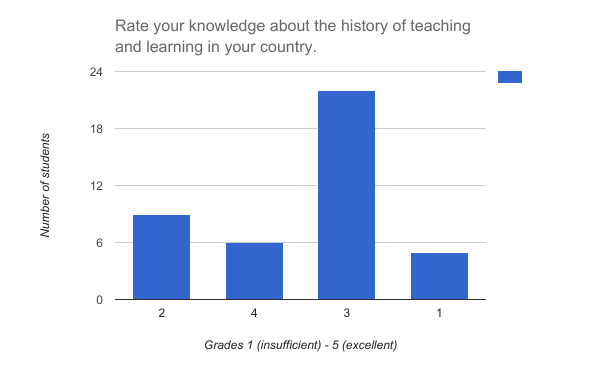 Rate your knowledge about the history of teaching
and learning in your country.
24
18
12
6
0
Number of students
2 4 3 1
Grades 1 (insufficient) - 5 (excellent)